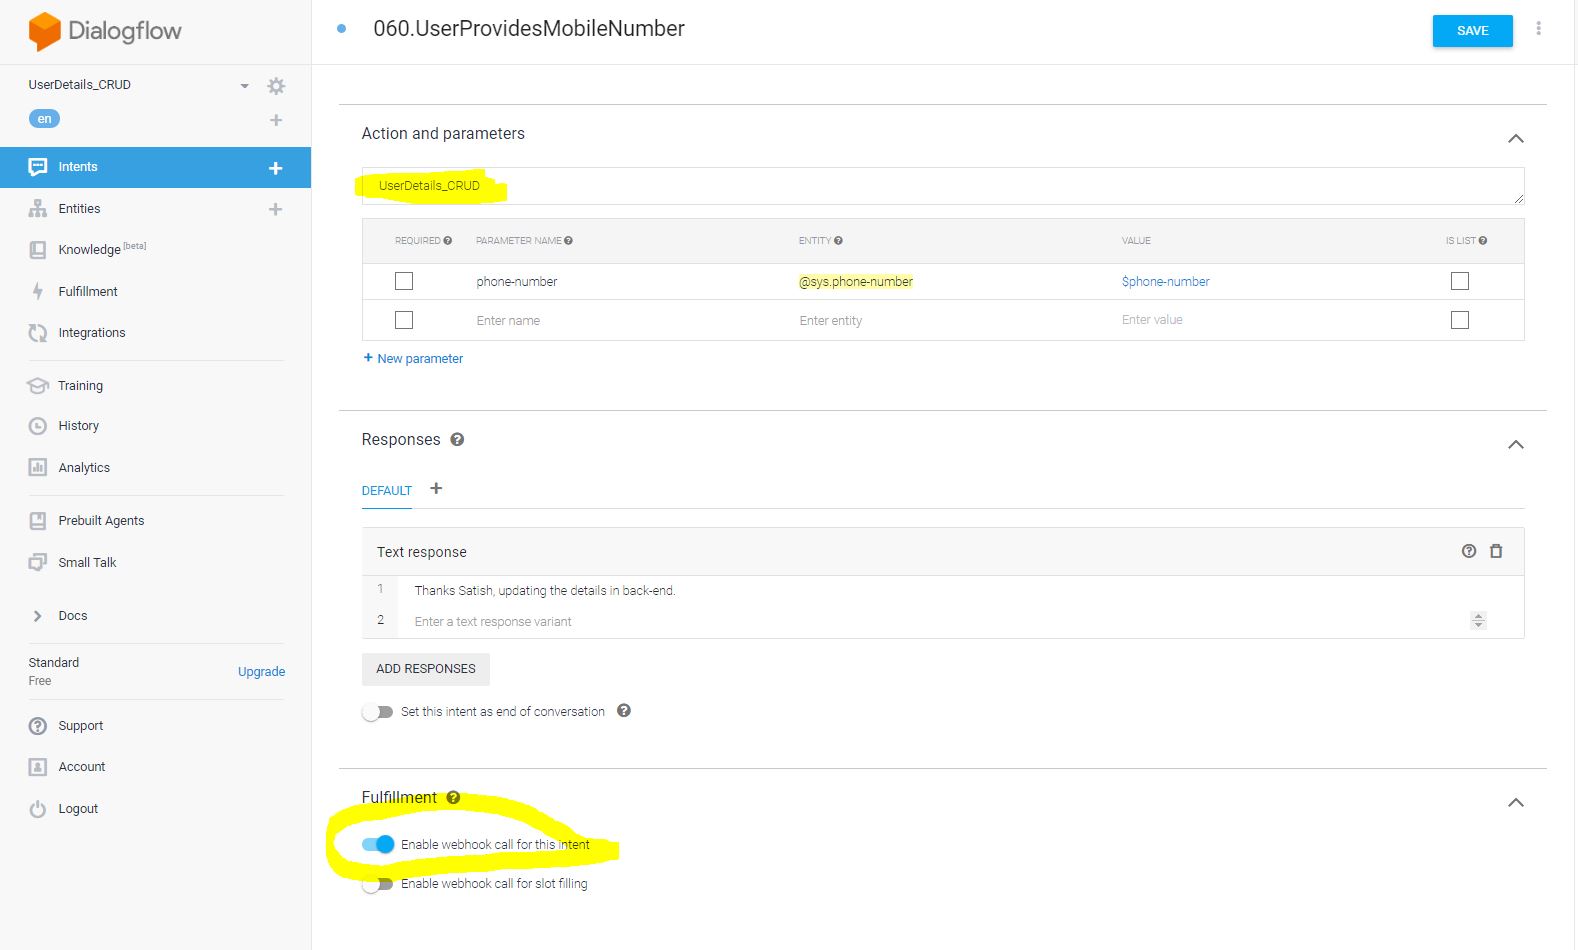 Dialogflow
060.UserProvidesMobileNumber
SAVE
UserDetails_CRUD
en
Intents
Entities
Knowledge [beta]
Fulfillment
Integrations
Training
History
Analytics
Prebuilt Agents
Small Talk
Docs
Standard
Free
Upgrade
Support
Account
Logout
Action and parameters
UserDetails_CRUD
REQUIRED PARAMETER NAME ENTITY VALUE IS LIST
phone-number @sys.phone-number $phone-number
Enter name Enter entity Enter value
+ New parameter
Responses
DEFAULT
Text response
1 Thanks Satish, updating the details in back-end.
2 Enter a text response variant
ADD RESPONSES
Set this intent as end of conversation
Fulfillment
Enable webhook call for this intent
Enable webhook call for slot filling